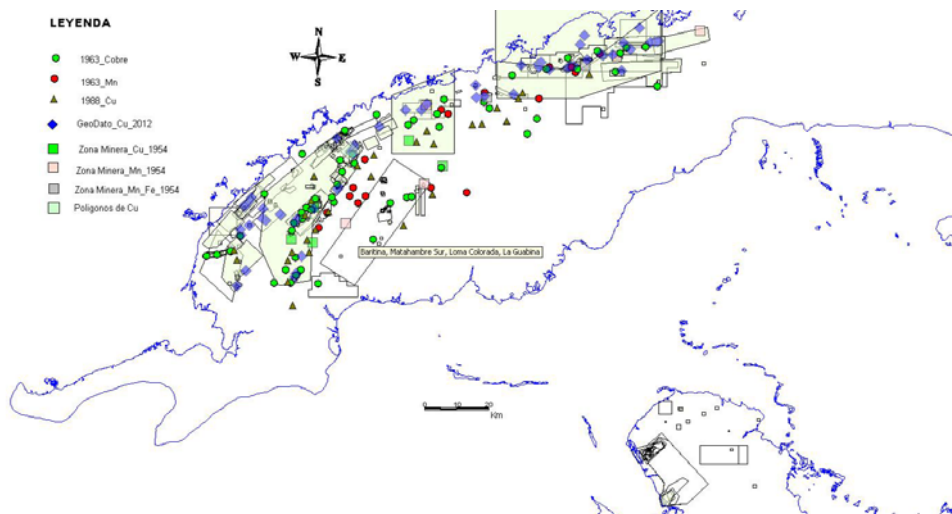 LEYENDA
1963_Cobre
1963_Mn
1988_Cu
GeoDato_Cu_2012
Zona Minera_Cu_1954
Zona Minera_Mn_1954
Zona Minera_Mn_Fe_1954
Poligonos de Cu
N
W E
S
Baritina, Matahambre Sur, Loma Colorada, La Guabina
0 10 20
Km